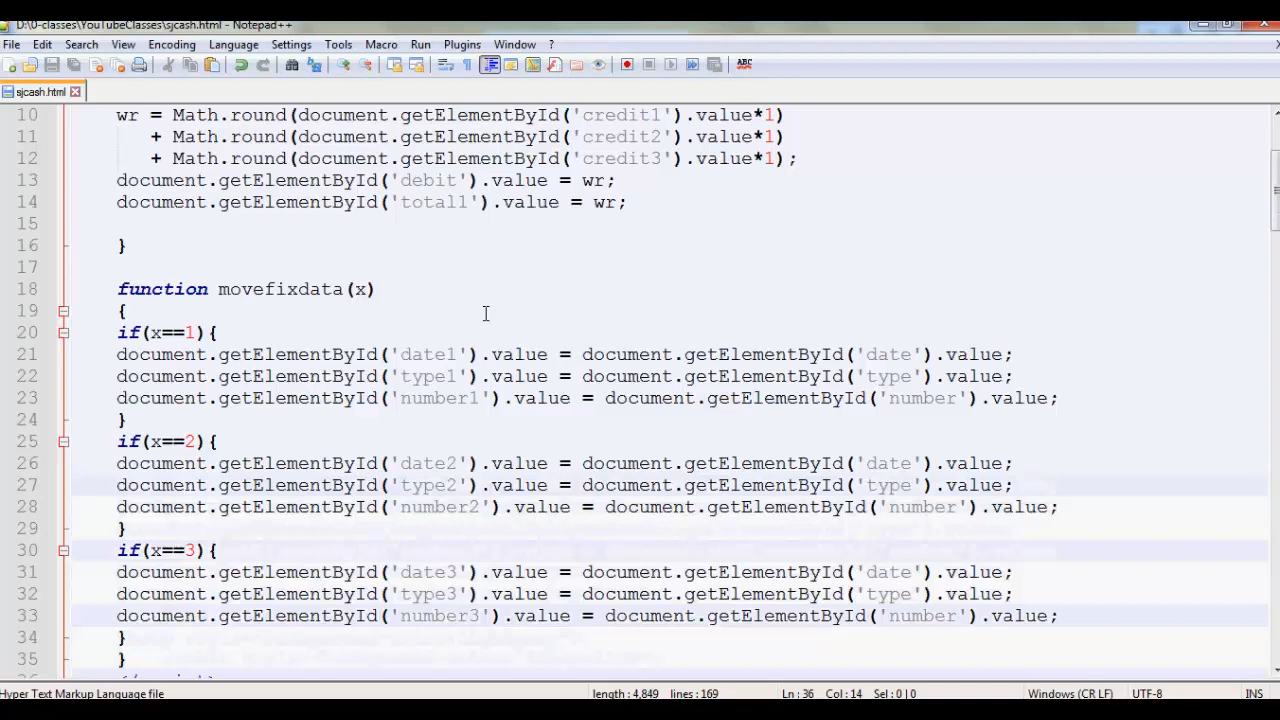 D:\0-classes\YouTubeClasses\sjcash.html - Notepad++
File Edit Search View Encoding Language Settings Tools Macro Run Plugins Window ? X
ABC
sjcash.html
10 wr = Math.round(document.getElementById('credit1').value*1)
11 + Math.round(document.getElementById('credit2').value*1)
12 + Math.round(document.getElementById('credit3').value*1);
13 document.getElementById('debit').value = wr;
14 document.getElementById('total1').value = wr;
15
16 }
17
18 function movefixdata(x)
19 {
20 if(x==1){
21 document.getElementById('date1').value = document.getElementById('date').value;
22 document.getElementById('type1').value = document.getElementById('type').value;
23 document.getElementById('number1').value = document.getElementById('number').value;
24 }
25 if(x==2){
26 document.getElementById('date2').value = document.getElementById('date').value;
27 document.getElementById('type2').value = document.getElementById('type').value;
28 document.getElementById('number2').value = document.getElementById('number').value;
29 }
30 if(x==3){
31 document.getElementById('date3').value = document.getElementById('date').value;
32 document.getElementById('type3').value = document.getElementById('type').value;
33 document.getElementById('number3').value = document.getElementById('number').value;
34 }
35 }
Hyper Text Markup Language file length : 4,849 lines : 169 Ln : 36 Col : 14 Sel : 0 | 0 Windows (CR LF) UTF-8 INS